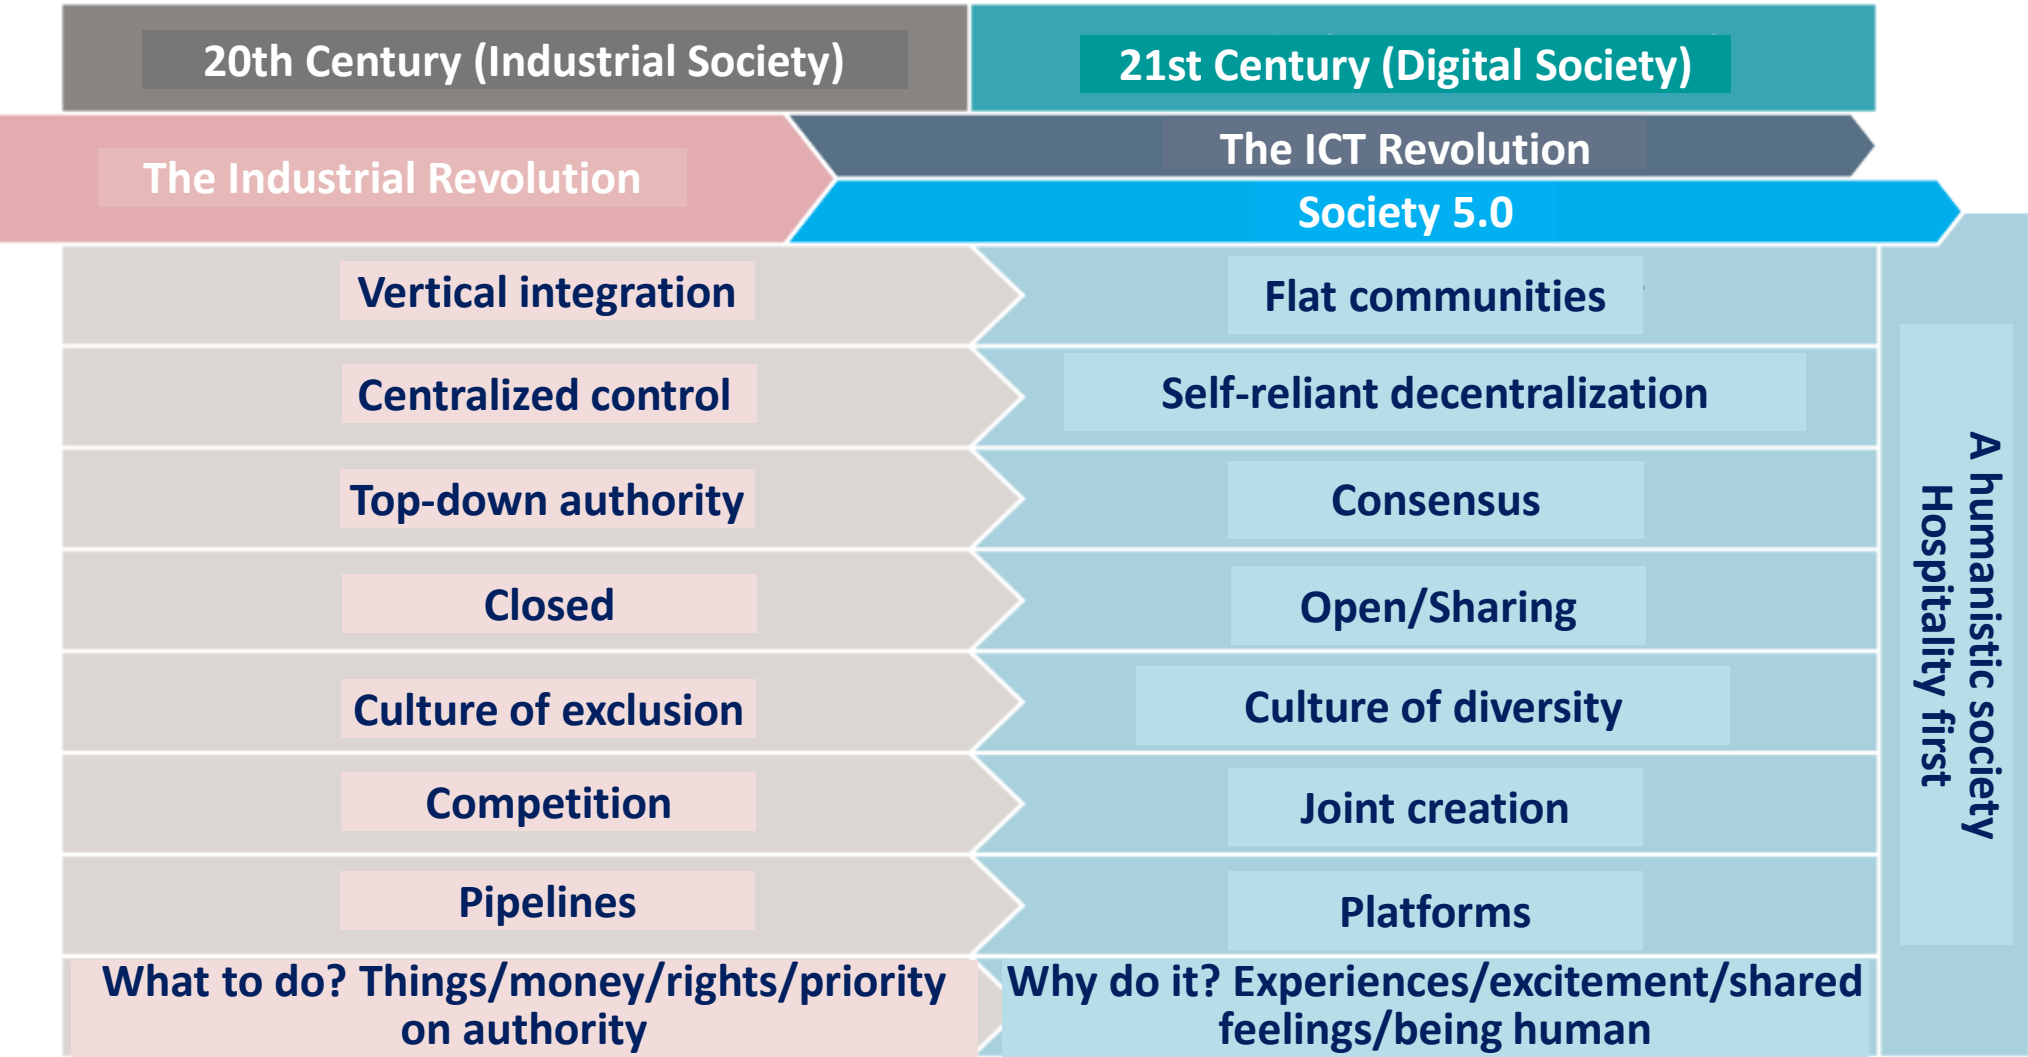 20th Century (Industrial Society)
21st Century (Digital Society)
The Industrial Revolution
The ICT Revolution
Society 5.0
Vertical integration
Flat communities
Centralized control
Self-reliant decentralization
Top-down authority
Consensus
Closed
Open/Sharing
Culture of exclusion
Culture of diversity
Competition
Joint creation
Pipelines
Platforms
What to do? Things/money/rights/priority
on authority
Why do it? Experiences/excitement/shared
feelings/being human
A humanistic society
Hospitality first